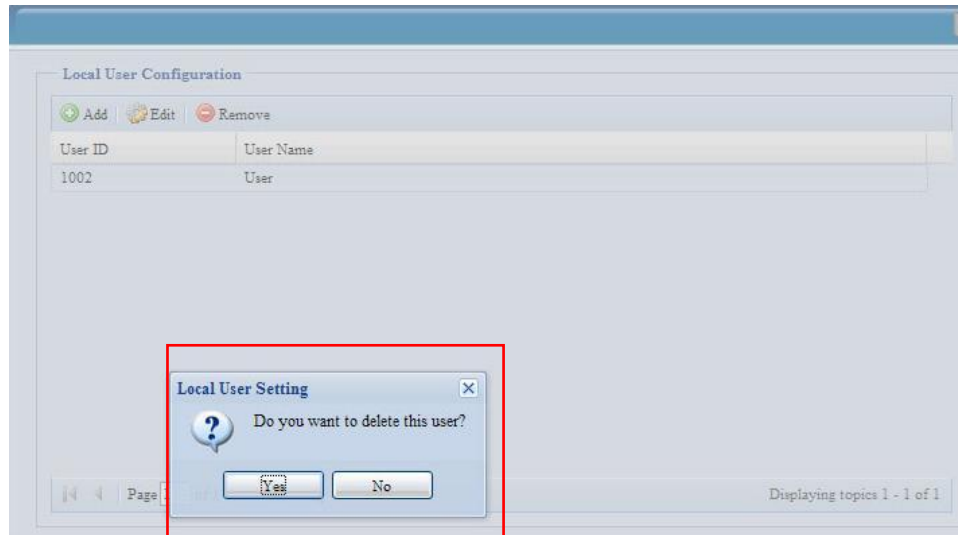 Local User Configuration
Add Edit Remove
User ID User Name
1002 User
Local User Setting
Do you want to delete this user?
Yes No
Page Displaying topics 1 - 1 of 1